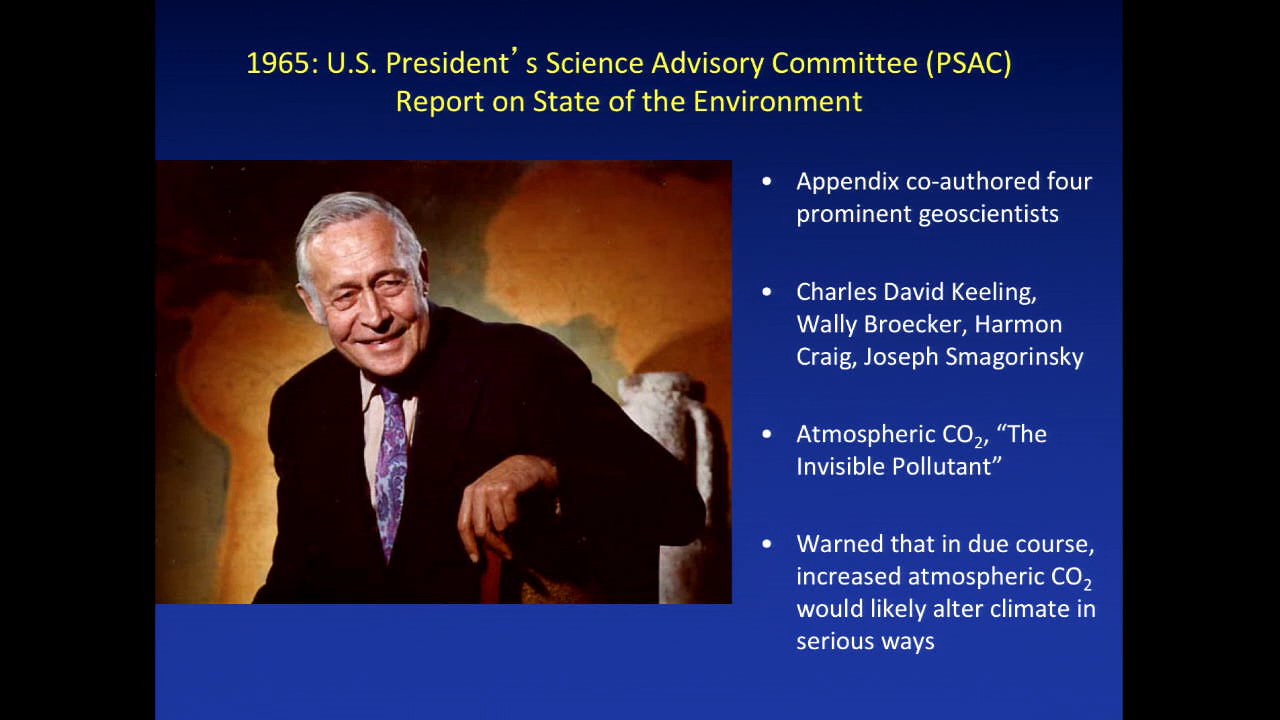 1965: U.S. President’s Science Advisory Committee (PSAC)
Report on State of the Environment
• Appendix co-authored four
prominent geoscientists
• Charles David Keeling,
Wally Broecker, Harmon
Craig, Joseph Smagorinsky
• Atmospheric CO₂, “The
Invisible Pollutant”
• Warned that in due course,
increased atmospheric CO₂
would likely alter climate in
serious ways